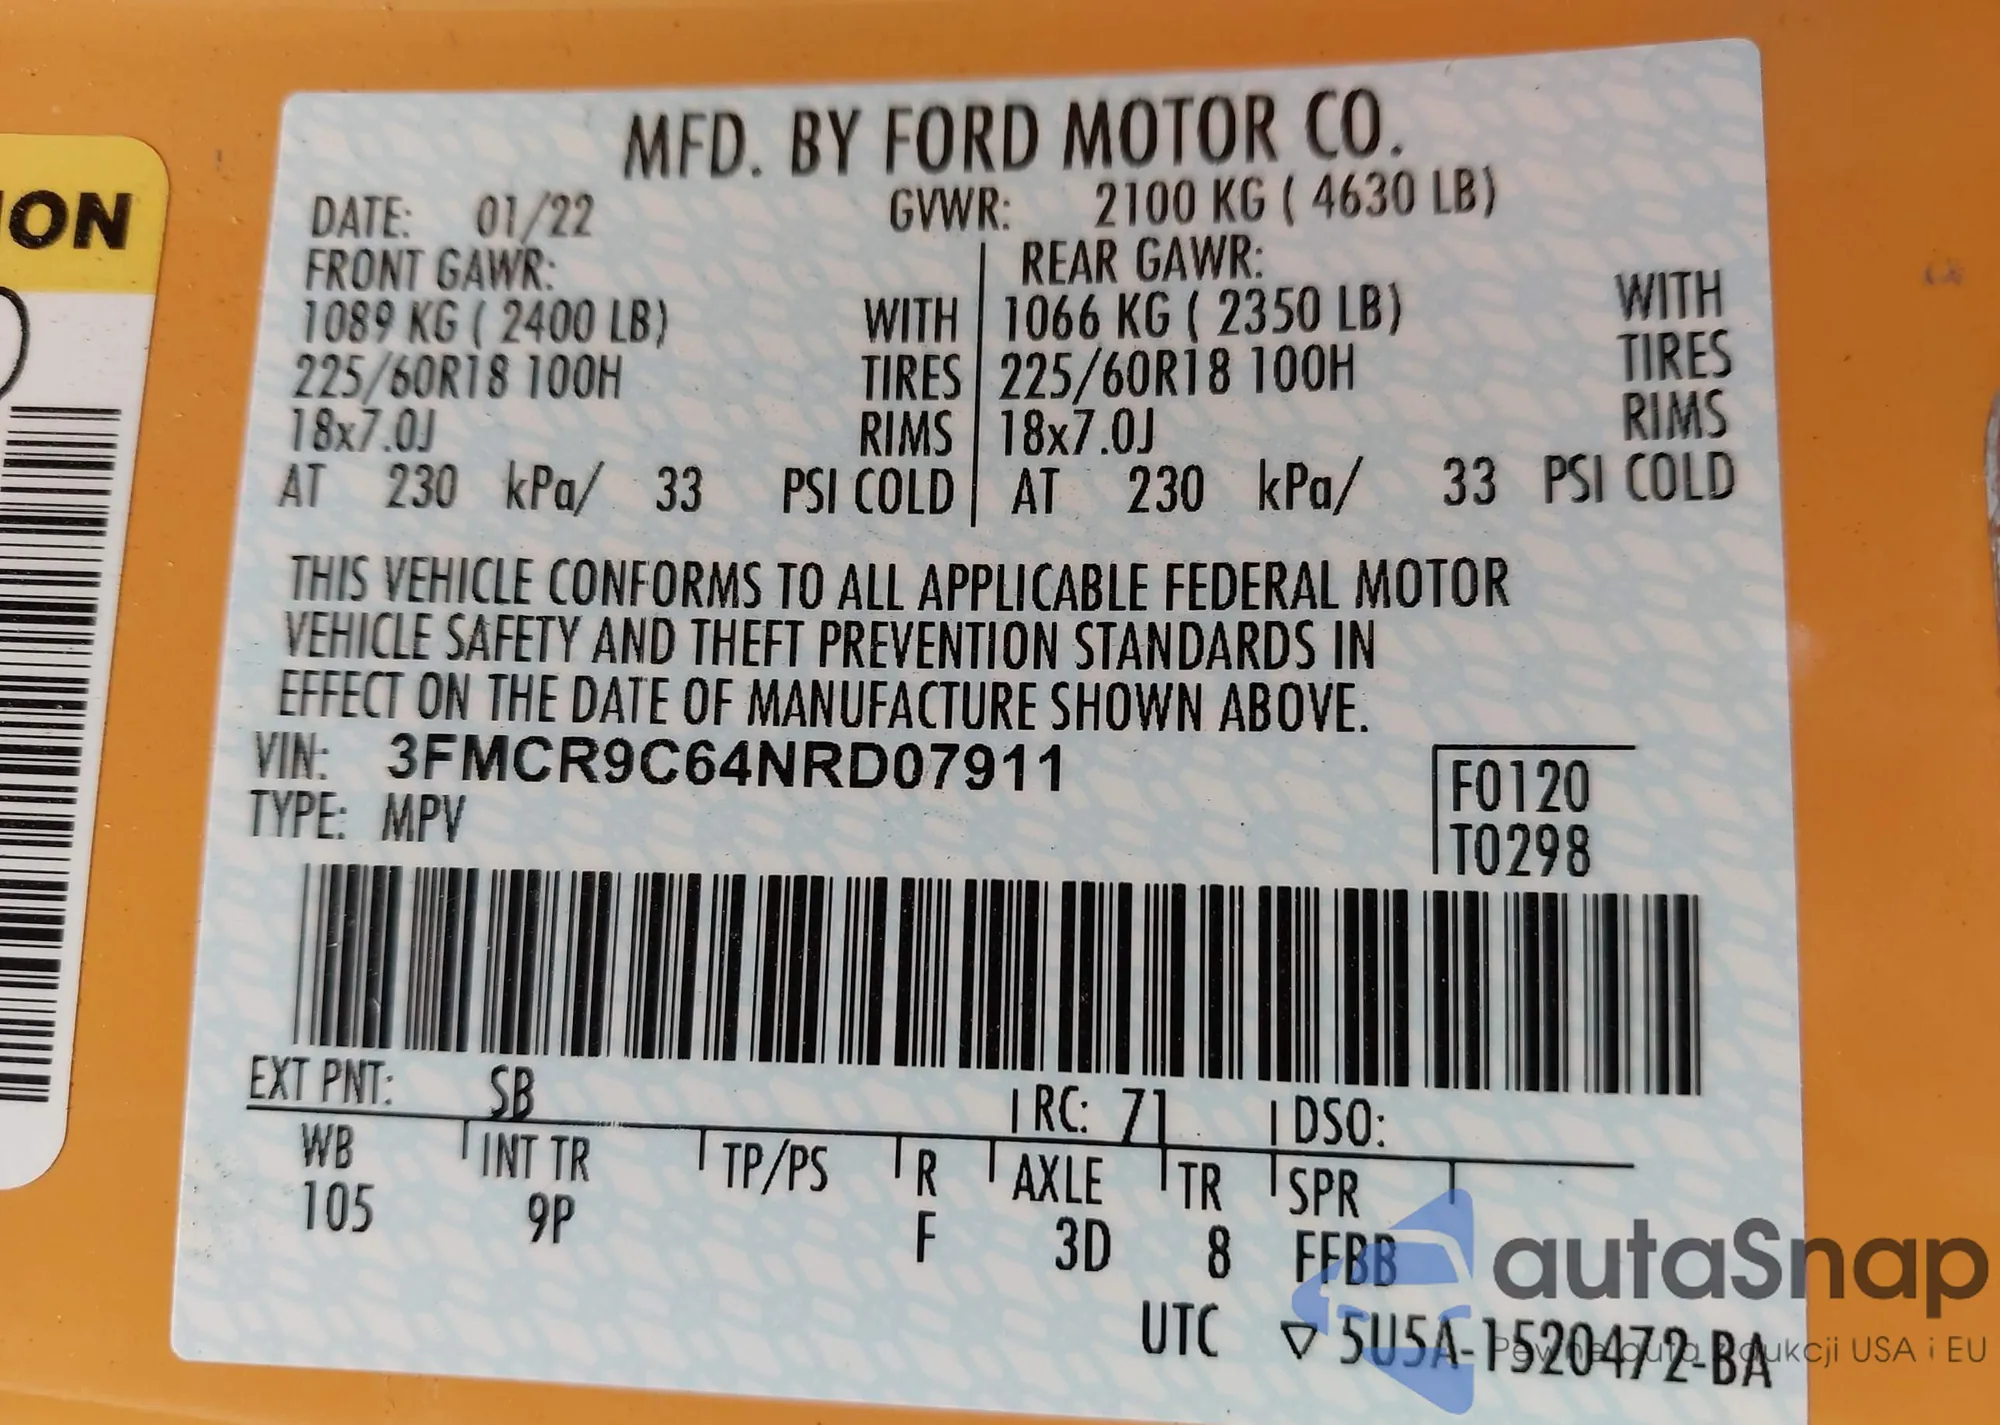 ION
MFD. BY FORD MOTOR CO.
DATE: 01/22 GVWR: 2100 KG ( 4630 LB)
FRONT GAWR: REAR GAWR:
1089 KG ( 2400 LB) WITH 1066 KG ( 2350 LB) WITH
225/60R18 100H TIRES 225/60R18 100H TIRES
18x7.0J RIMS 18x7.0J RIMS
AT 230 kPa/ 33 PSI COLD AT 230 kPa/ 33 PSI COLD
THIS VEHICLE CONFORMS TO ALL APPLICABLE FEDERAL MOTOR
VEHICLE SAFETY AND THEFT PREVENTION STANDARDS IN
EFFECT ON THE DATE OF MANUFACTURE SHOWN ABOVE.
VIN: 3FMCR9C64NRD07911
TYPE: MPV
F0120
T0298
EXT PNT: SB RC: 71 DSO:
WB INT TR TP/PS R AXLE TR SPR
105 9P F 3D 8 FFBB
UTC ▽ 5U5A-1520472-BA
autaSnap
Pewne auta z aukcji USA i EU